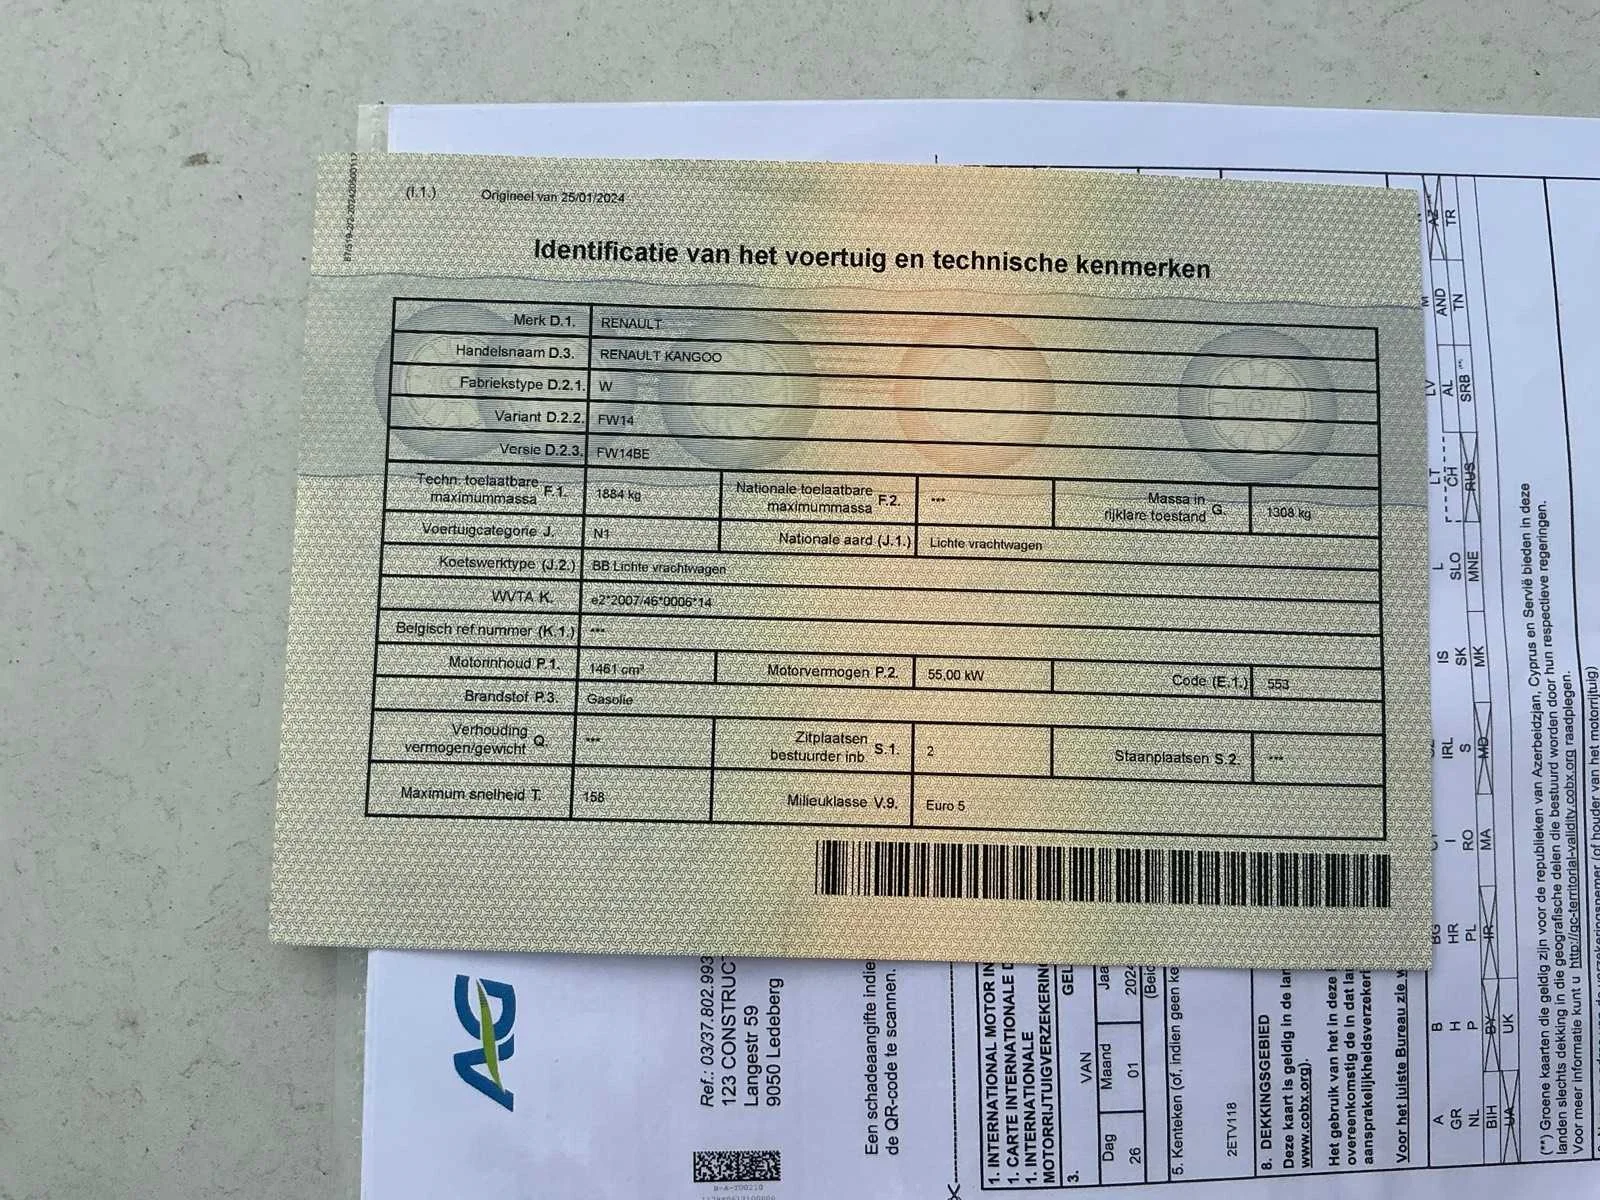 (I.1.) Origineel van 25/01/2024
Identificatie van het voertuig en technische kenmerken
Merk D.1. RENAULT
Handelsnaam D.3. RENAULT KANGOO
Fabriekstype D.2.1. W
Variant D.2.2. FW14
Versie D.2.3. FW14BE
Techn. toelaatbare maximummassa F.1. 1884 kg Nationale toelaatbare maximummassa F.2. *** Massa in rijklare toestand G. 1308 kg
Voertuigcategorie J. N1 Nationale aard (J.1.) Lichte vrachtwagen
Koetswerktype (J.2.) BB Lichte vrachtwagen
WVTA K. e2*2007/46*0006*14
Belgisch ref.nummer (K.1.) ***
Motorinhoud P.1. 1461 cm³ Motorvermogen P.2. 55,00 kW Code (E.1.) 553
Brandstof P.3. Gasolie
Verhouding vermogen/gewicht Q. *** Zitplaatsen bestuurder inb. S.1. 2 Staanplaatsen S.2. ***
Maximum snelheid T. 158 Milieuklasse V.9. Euro 5
AG
Ref.: 03/37.802.993
123 CONSTRUCT
Langestr 59
9050 Ledeberg
Een schadeaangifte indie
de QR-code te scannen.
1. INTERNATIONAL MOTOR IN
1. CARTE INTERNATIONALE D
1. INTERNATIONALE
MOTORRIJTUIGVERZEKERIN
3. GEL
VAN
Dag Maand Jaa
26 01 2024
(Beid
5. Kenteken (of, indien geen ke
2ETV118
8. DEKKINGSGEBIED
Deze kaart is geldig in de lan
www.cobx.org).
Het gebruik van het in deze
overeenkomstig de in dat la
aansprakelijkheidsverzekeri
Voor het juiste Bureau zie w
A B BG I IRL IS L LT LV M
GR H HR RO S SK SLO CH AL AND AZ TR
NL P PL MA MD MK MNE RUS SRB TN
BIH BY IR
UA UK
(**) Groene kaarten die geldig zijn voor de republieken van Azerbeidzjan, Cyprus en Servië bieden in deze
landen slechts dekking in die geografische delen die bestuurd worden door hun respectieve regeringen.
Voor meer informatie kunt u http://gc-territorial-validity.cobx.org raadplegen.